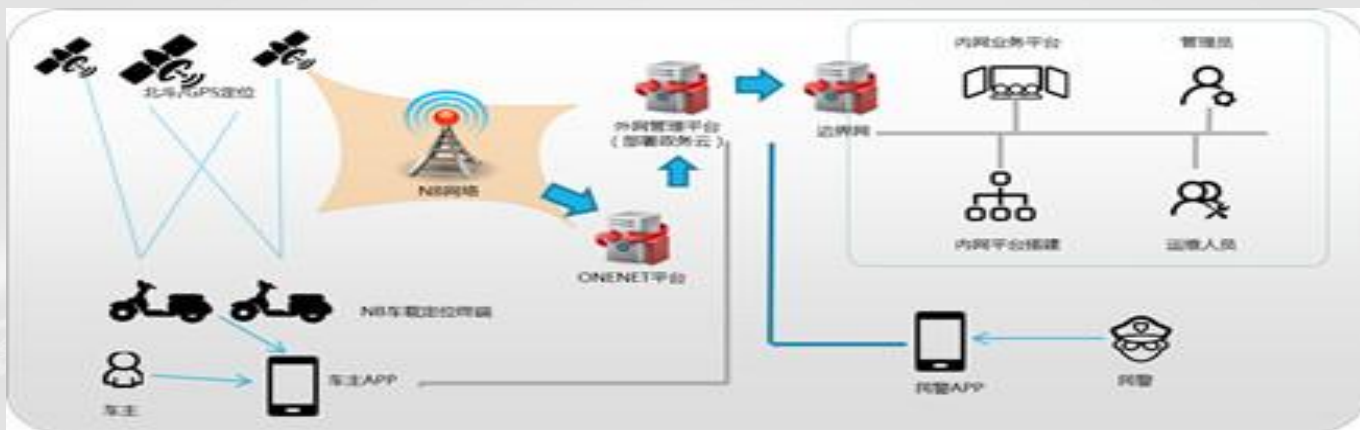 北斗/GPS定位
NB网络
外网管理平台
（部署政务云）
边界网
内网业务平台
管理员
内网平台搭建
运维人员
ONENET平台
NB车载定位终端
车主APP
车主
民警APP
民警